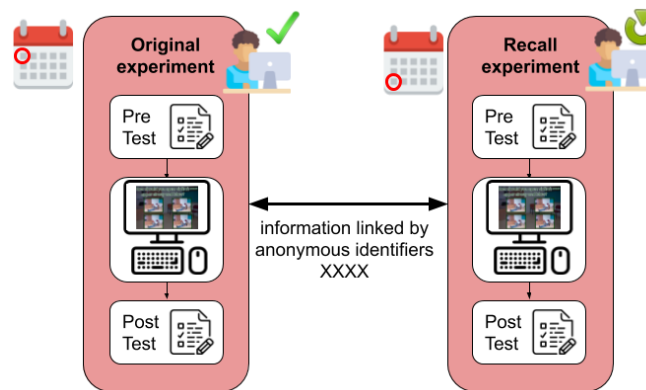 Original
experiment
Pre
Test
Post
Test
information linked by
anonymous identifiers
XXXX
Recall
experiment
Pre
Test
Post
Test